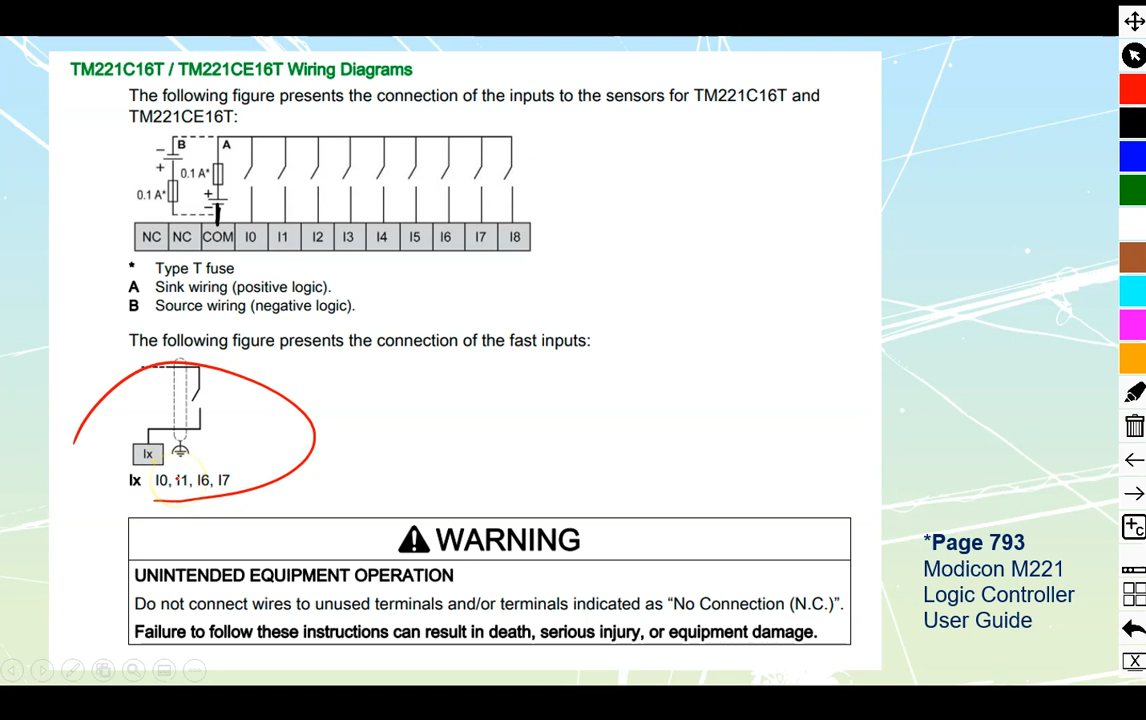 TM221C16T / TM221CE16T Wiring Diagrams
The following figure presents the connection of the inputs to the sensors for TM221C16T and
TM221CE16T:
B A
0.1 A*
0.1 A*
NC NC COM I0 I1 I2 I3 I4 I5 I6 I7 I8
* Type T fuse
A Sink wiring (positive logic).
B Source wiring (negative logic).
The following figure presents the connection of the fast inputs:
Ix
Ix I0, I1, I6, I7
WARNING
UNINTENDED EQUIPMENT OPERATION
Do not connect wires to unused terminals and/or terminals indicated as “No Connection (N.C.)”.
Failure to follow these instructions can result in death, serious injury, or equipment damage.
*Page 793
Modicon M221
Logic Controller
User Guide